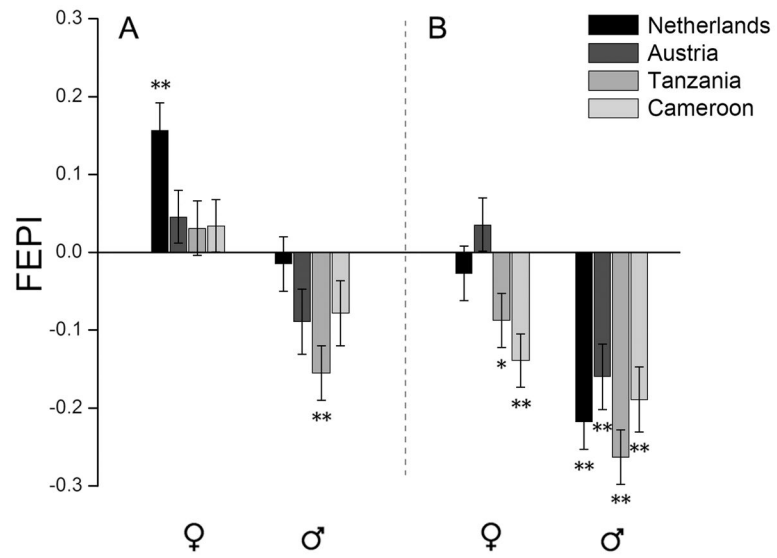 A
B
Netherlands
Austria
Tanzania
Cameroon
FEPI
0.3
0.2
0.1
0.0
-0.1
-0.2
-0.3
**
**
*
**
**
**
**
**
♀
♂
♀
♂